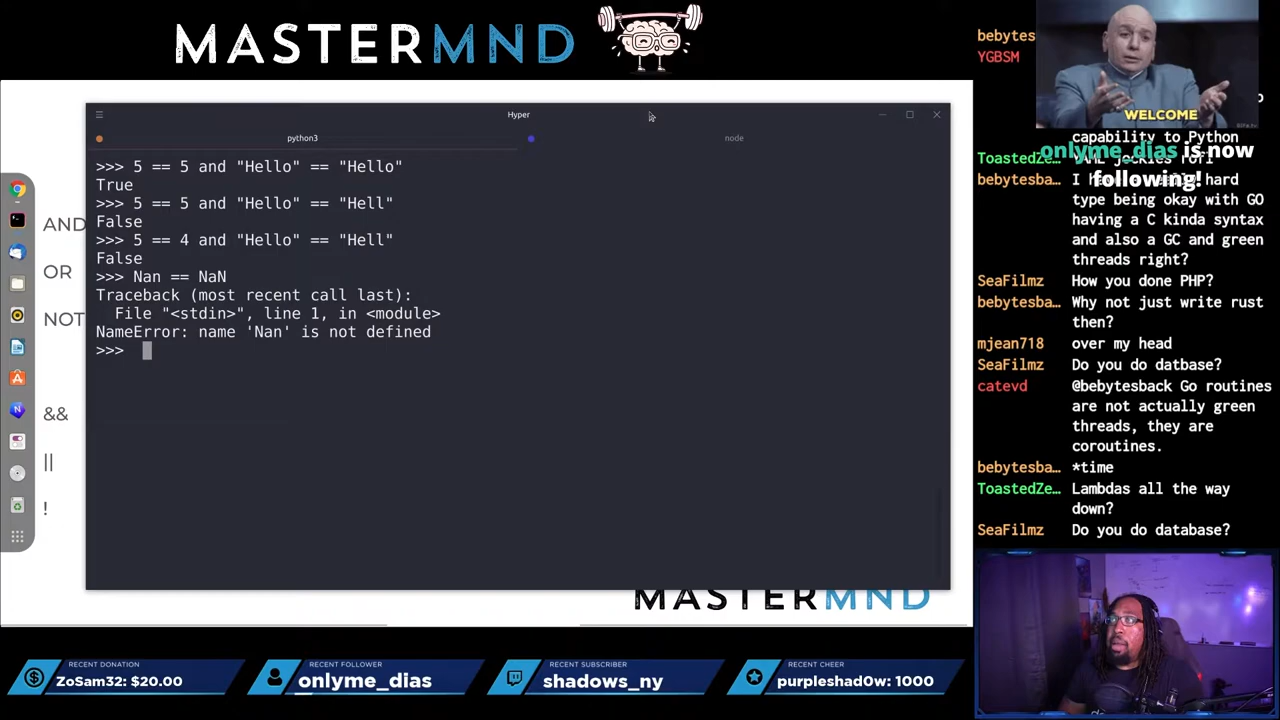 MASTERMND
Hyper
python3
node
>>> 5 == 5 and "Hello" == "Hello"
True
>>> 5 == 5 and "Hello" == "Hell"
False
>>> 5 == 4 and "Hello" == "Hell"
False
>>> Nan == NaN
Traceback (most recent call last):
File "<stdin>", line 1, in <module>
NameError: name 'Nan' is not defined
>>>
AND
OR
NOT
&&
||
!
MASTERMND
bebytes
YGBSM
WELCOME
capability to Python
onlyme_dias is now
following!
ToastedZe…
bebytesba… I have a really hard
type being okay with GO
having a C kinda syntax
and also a GC and green
threads right?
SeaFilmz How you done PHP?
bebytesba… Why not just write rust
then?
mjean718 over my head
SeaFilmz Do you do datbase?
catevd @bebytesback Go routines
are not actually green
threads, they are
coroutines.
bebytesba… *time
ToastedZe… Lambdas all the way
down?
SeaFilmz Do you do database?
RECENT DONATION
ZoSam32: $20.00
RECENT FOLLOWER
onlyme_dias
RECENT SUBSCRIBER
shadows_ny
RECENT CHEER
purpleshad0w: 1000